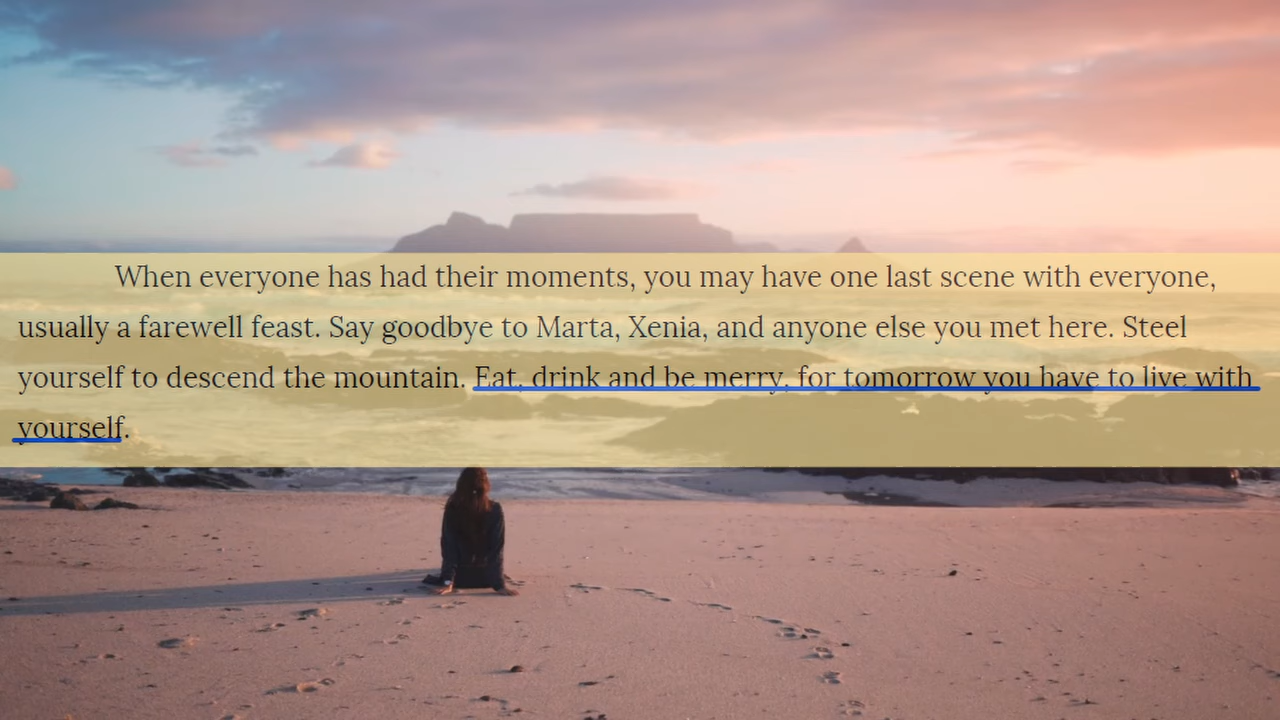 When everyone has had their moments, you may have one last scene with everyone,
usually a farewell feast. Say goodbye to Marta, Xenia, and anyone else you met here. Steel
yourself to descend the mountain. Eat, drink and be merry, for tomorrow you have to live with
yourself.